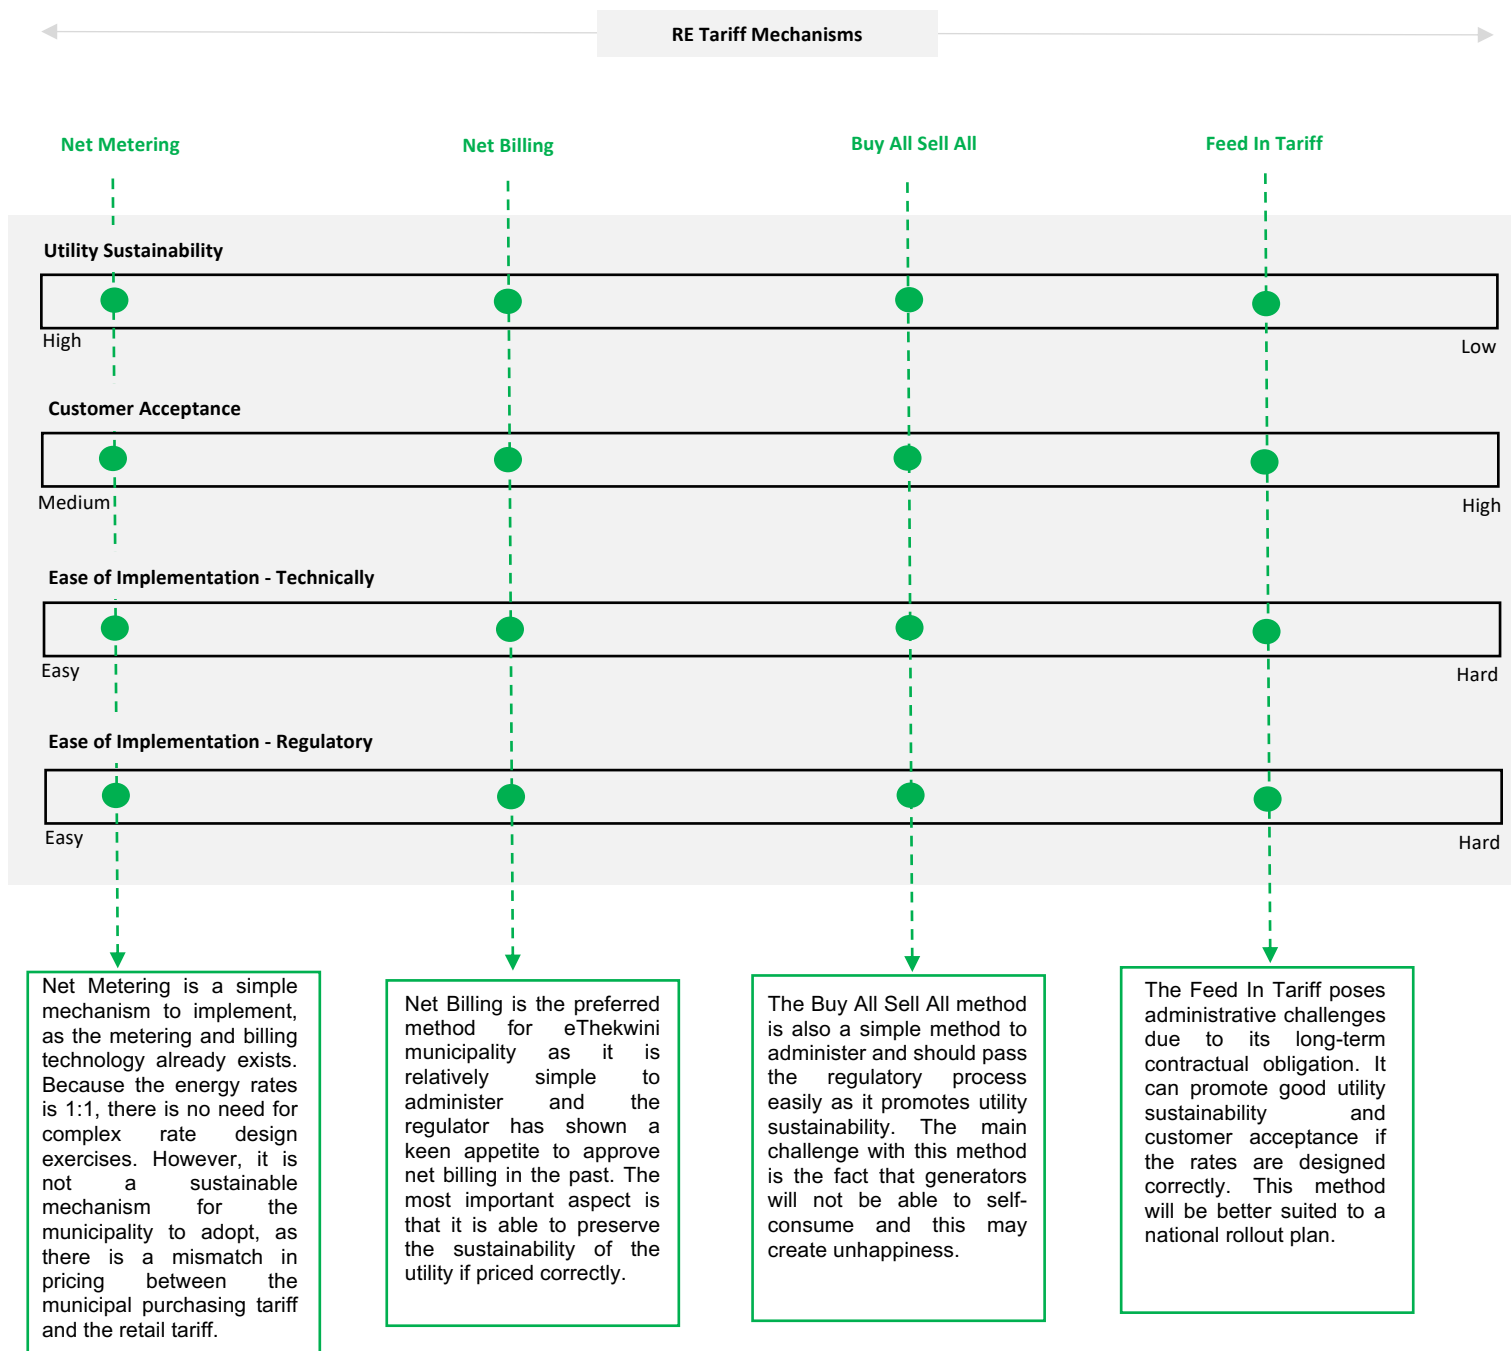 RE Tariff Mechanisms
Net Metering
Net Billing
Buy All Sell All
Feed In Tariff
Utility Sustainability
High
Low
Customer Acceptance
Medium
High
Ease of Implementation - Technically
Easy
Hard
Ease of Implementation - Regulatory
Easy
Hard
Net Metering is a simple
mechanism to implement,
as the metering and billing
technology already exists.
Because the energy rates
is 1:1, there is no need for
complex rate design
exercises. However, it is
not a sustainable
mechanism for the
municipality to adopt, as
there is a mismatch in
pricing between the
municipal purchasing tariff
and the retail tariff.
Net Billing is the preferred
method for eThekwini
municipality as it is
relatively simple to
administer and the
regulator has shown a
keen appetite to approve
net billing in the past. The
most important aspect is
that it is able to preserve
the sustainability of the
utility if priced correctly.
The Buy All Sell All method
is also a simple method to
administer and should pass
the regulatory process
easily as it promotes utility
sustainability. The main
challenge with this method
is the fact that generators
will not be able to self-
consume and this may
create unhappiness.
The Feed In Tariff poses
administrative challenges
due to its long-term
contractual obligation. It
can promote good utility
sustainability and
customer acceptance if
the rates are designed
correctly. This method
will be better suited to a
national rollout plan.